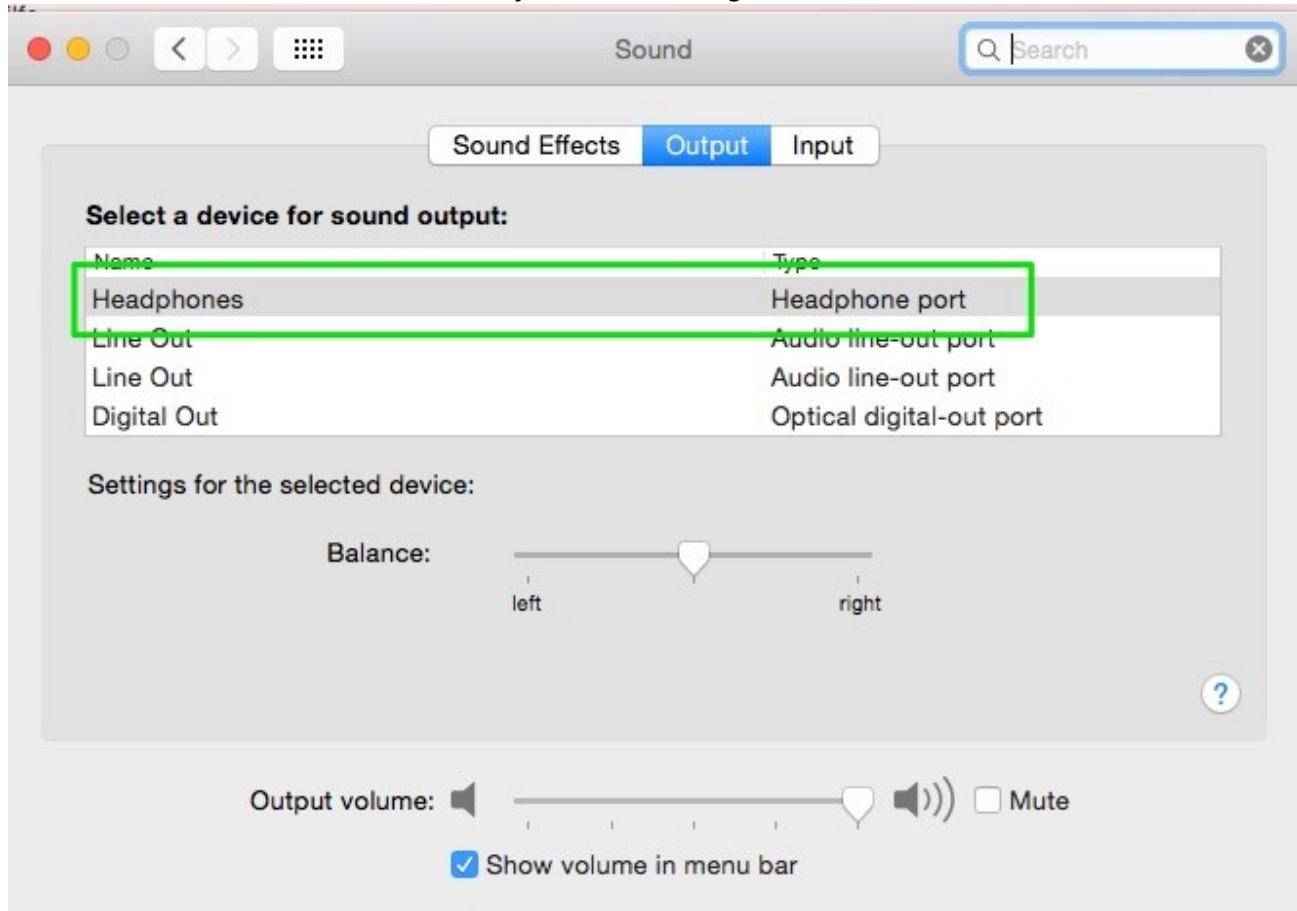 Sound
Search
Sound Effects Output Input
Select a device for sound output:
Name Type
Headphones Headphone port
Line Out Audio line-out port
Line Out Audio line-out port
Digital Out Optical digital-out port
Settings for the selected device:
Balance:
left right
?
Output volume: Mute
Show volume in menu bar